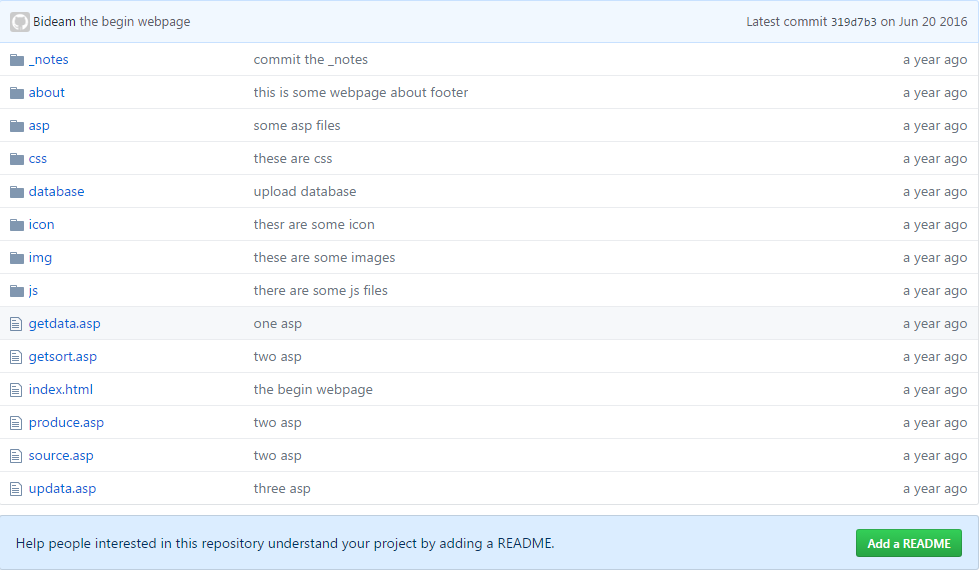 Bideam the begin webpage Latest commit 319d7b3 on Jun 20 2016
_notes commit the _notes a year ago
about this is some webpage about footer a year ago
asp some asp files a year ago
css these are css a year ago
database upload database a year ago
icon thesr are some icon a year ago
img these are some images a year ago
js there are some js files a year ago
getdata.asp one asp a year ago
getsort.asp two asp a year ago
index.html the begin webpage a year ago
produce.asp two asp a year ago
source.asp two asp a year ago
updata.asp three asp a year ago
Help people interested in this repository understand your project by adding a README. Add a README